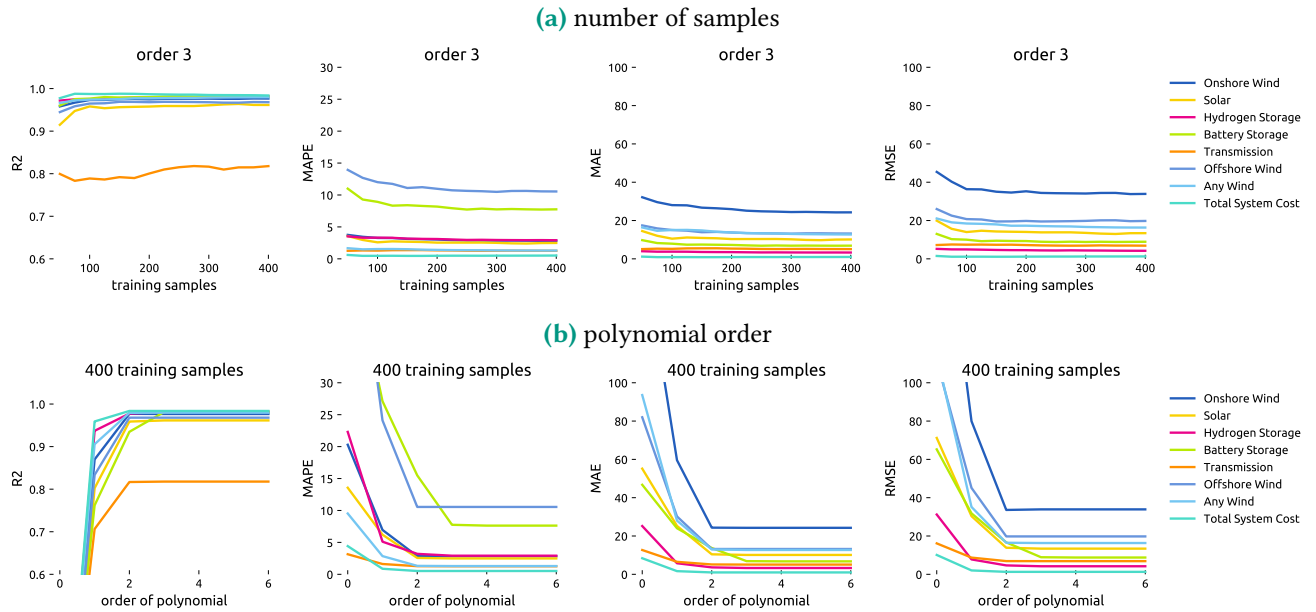 (a) number of samples
order 3
order 3
order 3
order 3
R2
1.0
0.9
0.8
0.7
0.6
100
200
300
400
training samples
MAPE
30
25
20
15
10
5
0
100
200
300
400
training samples
MAE
100
80
60
40
20
0
100
200
300
400
training samples
RMSE
100
80
60
40
20
0
100
200
300
400
training samples
Onshore Wind
Solar
Hydrogen Storage
Battery Storage
Transmission
Offshore Wind
Any Wind
Total System Cost
(b) polynomial order
400 training samples
400 training samples
400 training samples
400 training samples
R2
1.0
0.9
0.8
0.7
0.6
0
2
4
6
order of polynomial
MAPE
30
25
20
15
10
5
0
0
2
4
6
order of polynomial
MAE
100
80
60
40
20
0
0
2
4
6
order of polynomial
RMSE
100
80
60
40
20
0
0
2
4
6
order of polynomial
Onshore Wind
Solar
Hydrogen Storage
Battery Storage
Transmission
Offshore Wind
Any Wind
Total System Cost